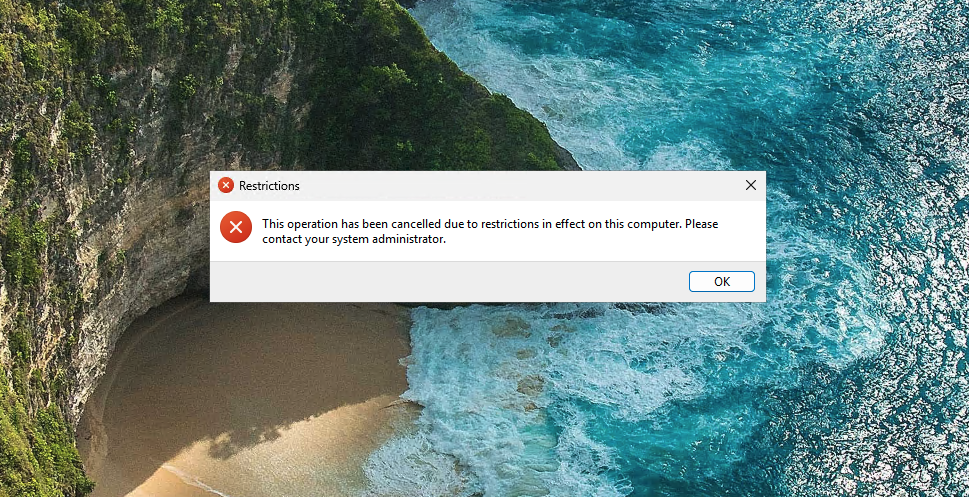 Restrictions
This operation has been cancelled due to restrictions in effect on this computer. Please
contact your system administrator.
OK